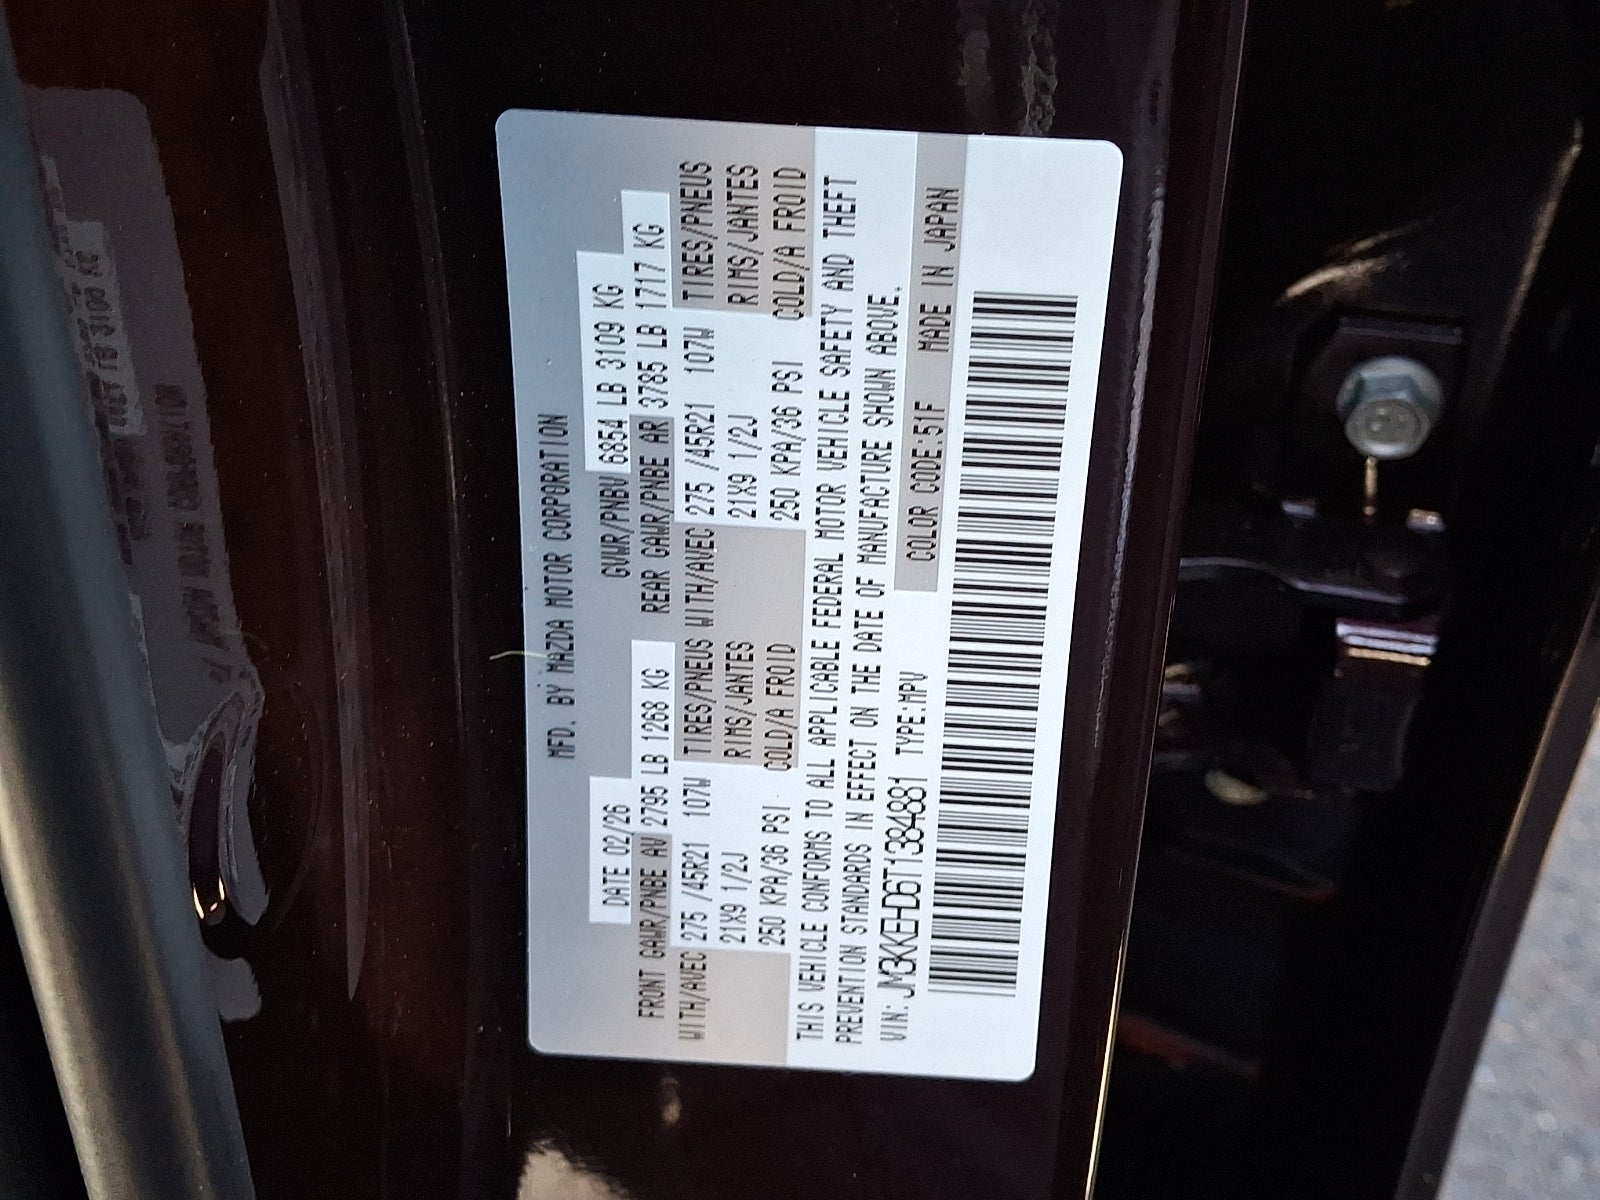 MFD. BY MAZDA MOTOR CORPORATION
DATE 02/26 GVWR/PNBV 6854 LB 3109 KG
FRONT GAWR/PNBE AV 2795 LB 1268 KG REAR GAWR/PNBE AR 3785 LB 1717 KG
WITH/AVEC 275 /45R21 107W TIRES/PNEUS WITH/AVEC 275 /45R21 107W TIRES/PNEUS
21X9 1/2J RIMS/JANTES 21X9 1/2J RIMS/JANTES
250 KPA/36 PSI COLD/A FROID 250 KPA/36 PSI COLD/A FROID
THIS VEHICLE CONFORMS TO ALL APPLICABLE FEDERAL MOTOR VEHICLE SAFETY AND THEFT
PREVENTION STANDARDS IN EFFECT ON THE DATE OF MANUFACTURE SHOWN ABOVE.
VIN: JM3KKEHD6T1384881 TYPE:MPV COLOR CODE:51F MADE IN JAPAN